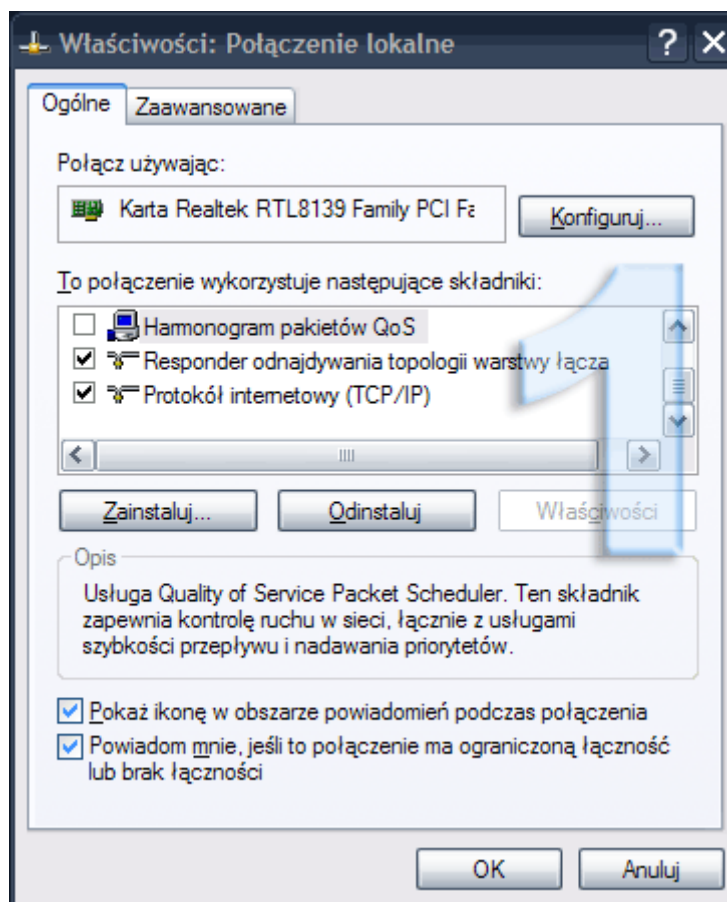 Właściwości: Połączenie lokalne
Ogólne Zaawansowane
Połącz używając:
Karta Realtek RTL8139 Family PCI Fa
Konfiguruj...
To połączenie wykorzystuje następujące składniki:
Harmonogram pakietów QoS
Responder odnajdywania topologii warstwy łącza
Protokół internetowy (TCP/IP)
1
Zainstaluj... Odinstaluj Właściwości
Opis
Usługa Quality of Service Packet Scheduler. Ten składnik
zapewnia kontrolę ruchu w sieci, łącznie z usługami
szybkości przepływu i nadawania priorytetów.
Pokaż ikonę w obszarze powiadomień podczas połączenia
Powiadom mnie, jeśli to połączenie ma ograniczoną łączność
lub brak łączności
OK Anuluj